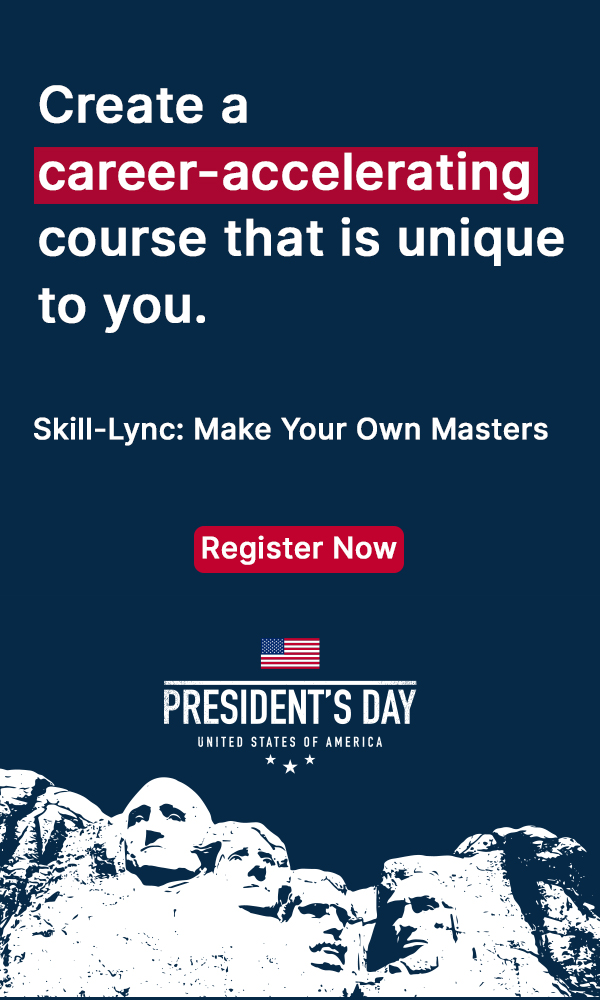 Create a
career-accelerating
course that is unique
to you.
Skill-Lync: Make Your Own Masters
Register Now
PRESIDENT'S DAY
UNITED STATES OF AMERICA